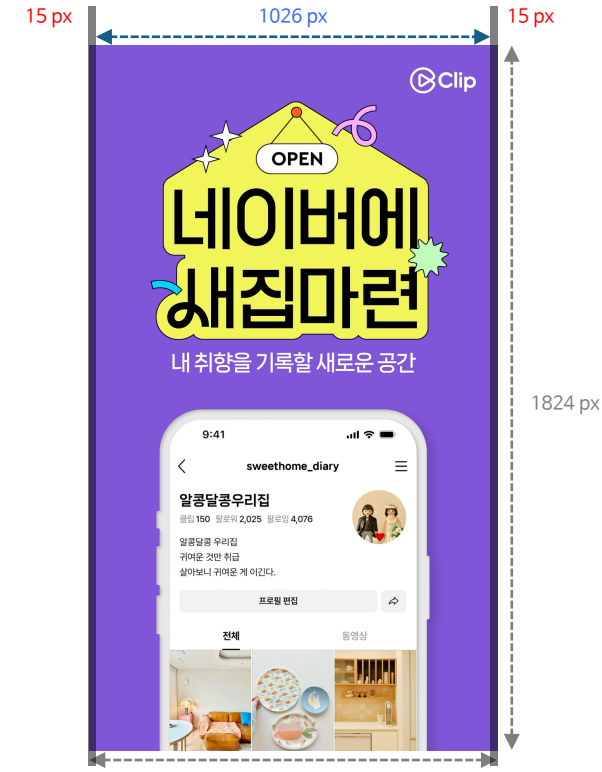 15 px
1026 px
15 px
Clip
OPEN
네이버에
새집마련
내 취향을 기록할 새로운 공간
1824 px
9:41
sweethome_diary
알콩달콩우리집
클립 150 팔로워 2,025 팔로잉 4,076
알콩달콩 우리집
귀여운 것만 취급
살아보니 귀여운 게 이긴다.
프로필 편집
전체
동영상